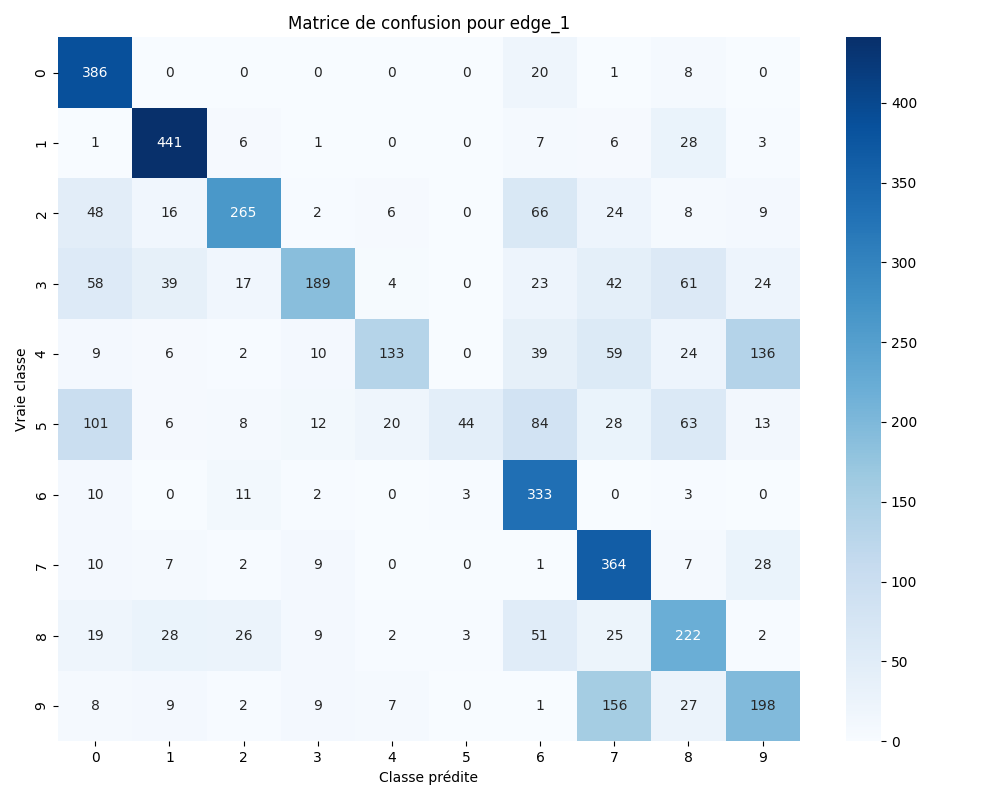 Matrice de confusion pour edge_1
0 386 0 0 0 0 0 20 1 8 0
1 1 441 6 1 0 0 7 6 28 3
2 48 16 265 2 6 0 66 24 8 9
3 58 39 17 189 4 0 23 42 61 24
4 9 6 2 10 133 0 39 59 24 136
5 101 6 8 12 20 44 84 28 63 13
6 10 0 11 2 0 3 333 0 3 0
7 10 7 2 9 0 0 1 364 7 28
8 19 28 26 9 2 3 51 25 222 2
9 8 9 2 9 7 0 1 156 27 198
0 1 2 3 4 5 6 7 8 9
Classe prédite
Vraie classe
400
350
300
250
200
150
100
50
0